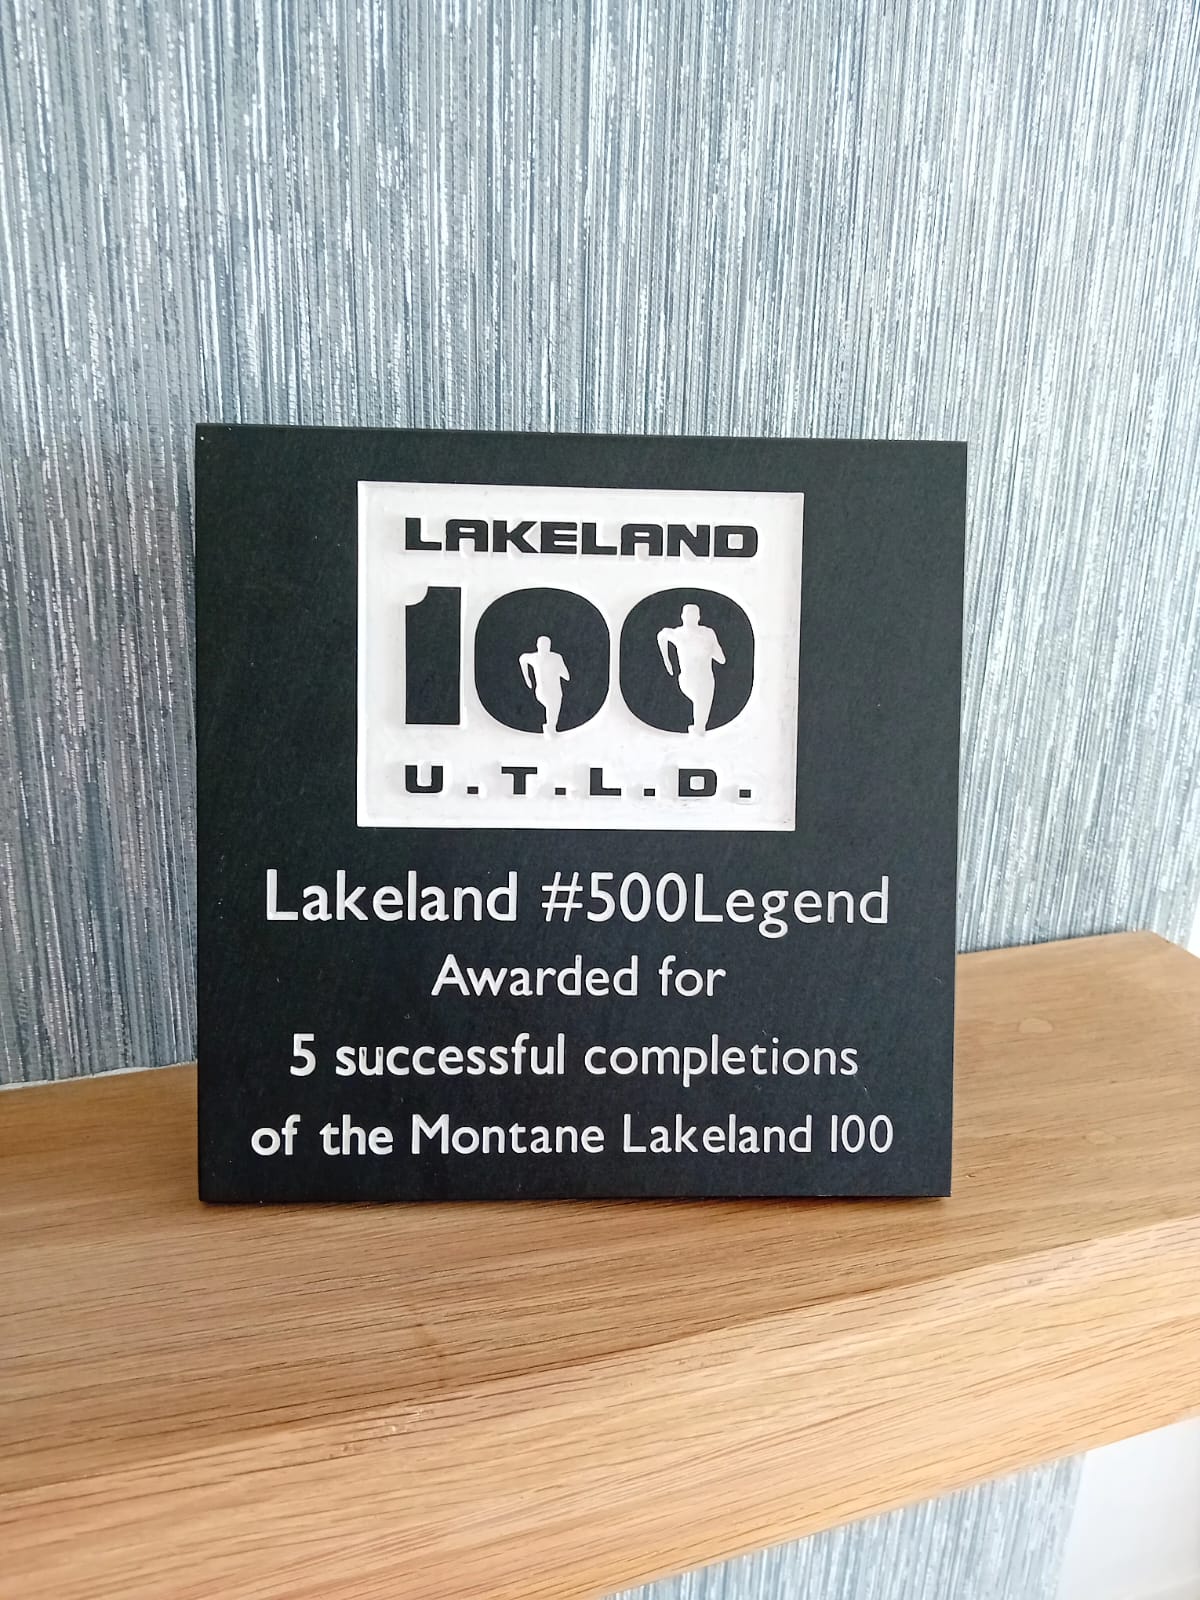 LAKELAND
100
U.T.L.D.
Lakeland #500Legend
Awarded for
5 successful completions
of the Montane Lakeland 100